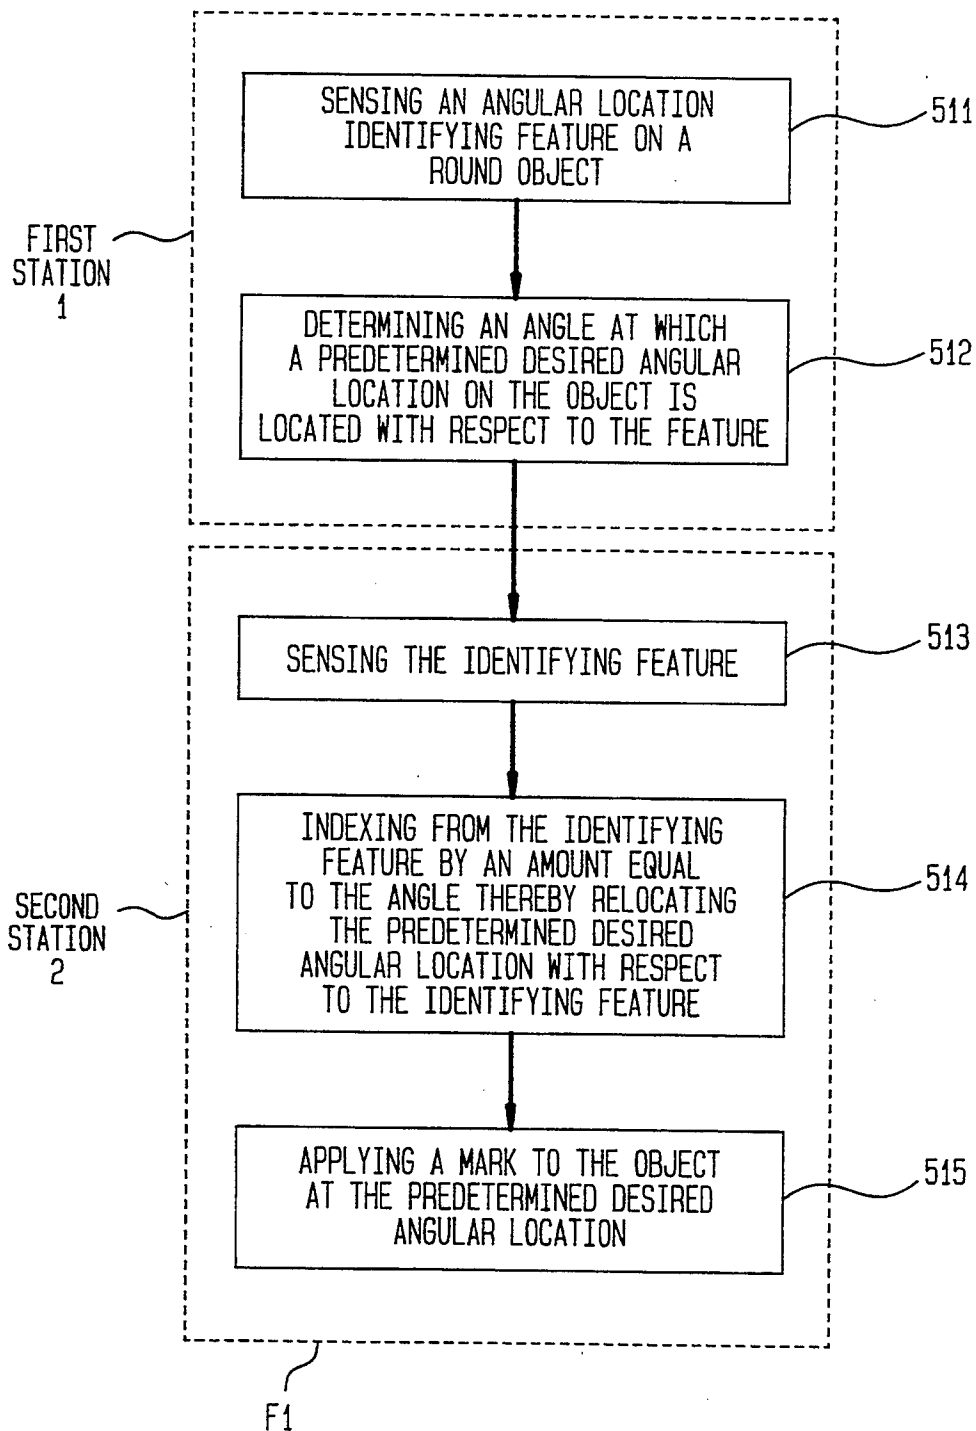 SENSING AN ANGULAR LOCATION
IDENTIFYING FEATURE ON A
ROUND OBJECT
511
FIRST
STATION
1
DETERMINING AN ANGLE AT WHICH
A PREDETERMINED DESIRED ANGULAR
LOCATION ON THE OBJECT IS
LOCATED WITH RESPECT TO THE FEATURE
512
SENSING THE IDENTIFYING FEATURE
513
INDEXING FROM THE IDENTIFYING
FEATURE BY AN AMOUNT EQUAL
TO THE ANGLE THEREBY RELOCATING
THE PREDETERMINED DESIRED
ANGULAR LOCATION WITH RESPECT
TO THE IDENTIFYING FEATURE
514
SECOND
STATION
2
APPLYING A MARK TO THE OBJECT
AT THE PREDETERMINED DESIRED
ANGULAR LOCATION
515
F1